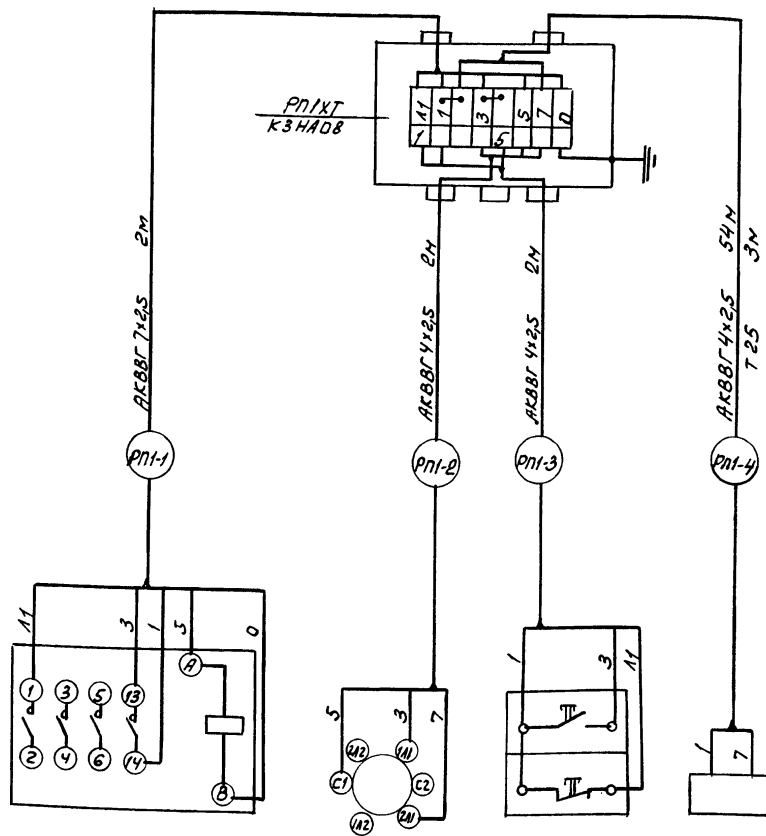 РП1ХТ
КЗНА08
Л1 1 3 5 7 0
1 5
2м
АКВВГ 7х2,5
2м
АКВВГ 4х2,5
2м
АКВВГ 4х2,5
54м
АКВВГ 4х2,5
3м
Т25
РП1-1
РП1-2
РП1-3
РП1-4
Л1
3
1
5
0
А
1
3
5
13
2
4
6
14
В
5
3
7
2Л2
1Л1
С1
С2
1Л2
2Л1
1
3
Л1
1
7